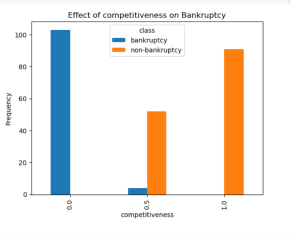 Effect of competitiveness on Bankruptcy
class
bankruptcy
non-bankruptcy
Frequency
100
80
60
40
20
0
0.0
0.5
1.0
competitiveness